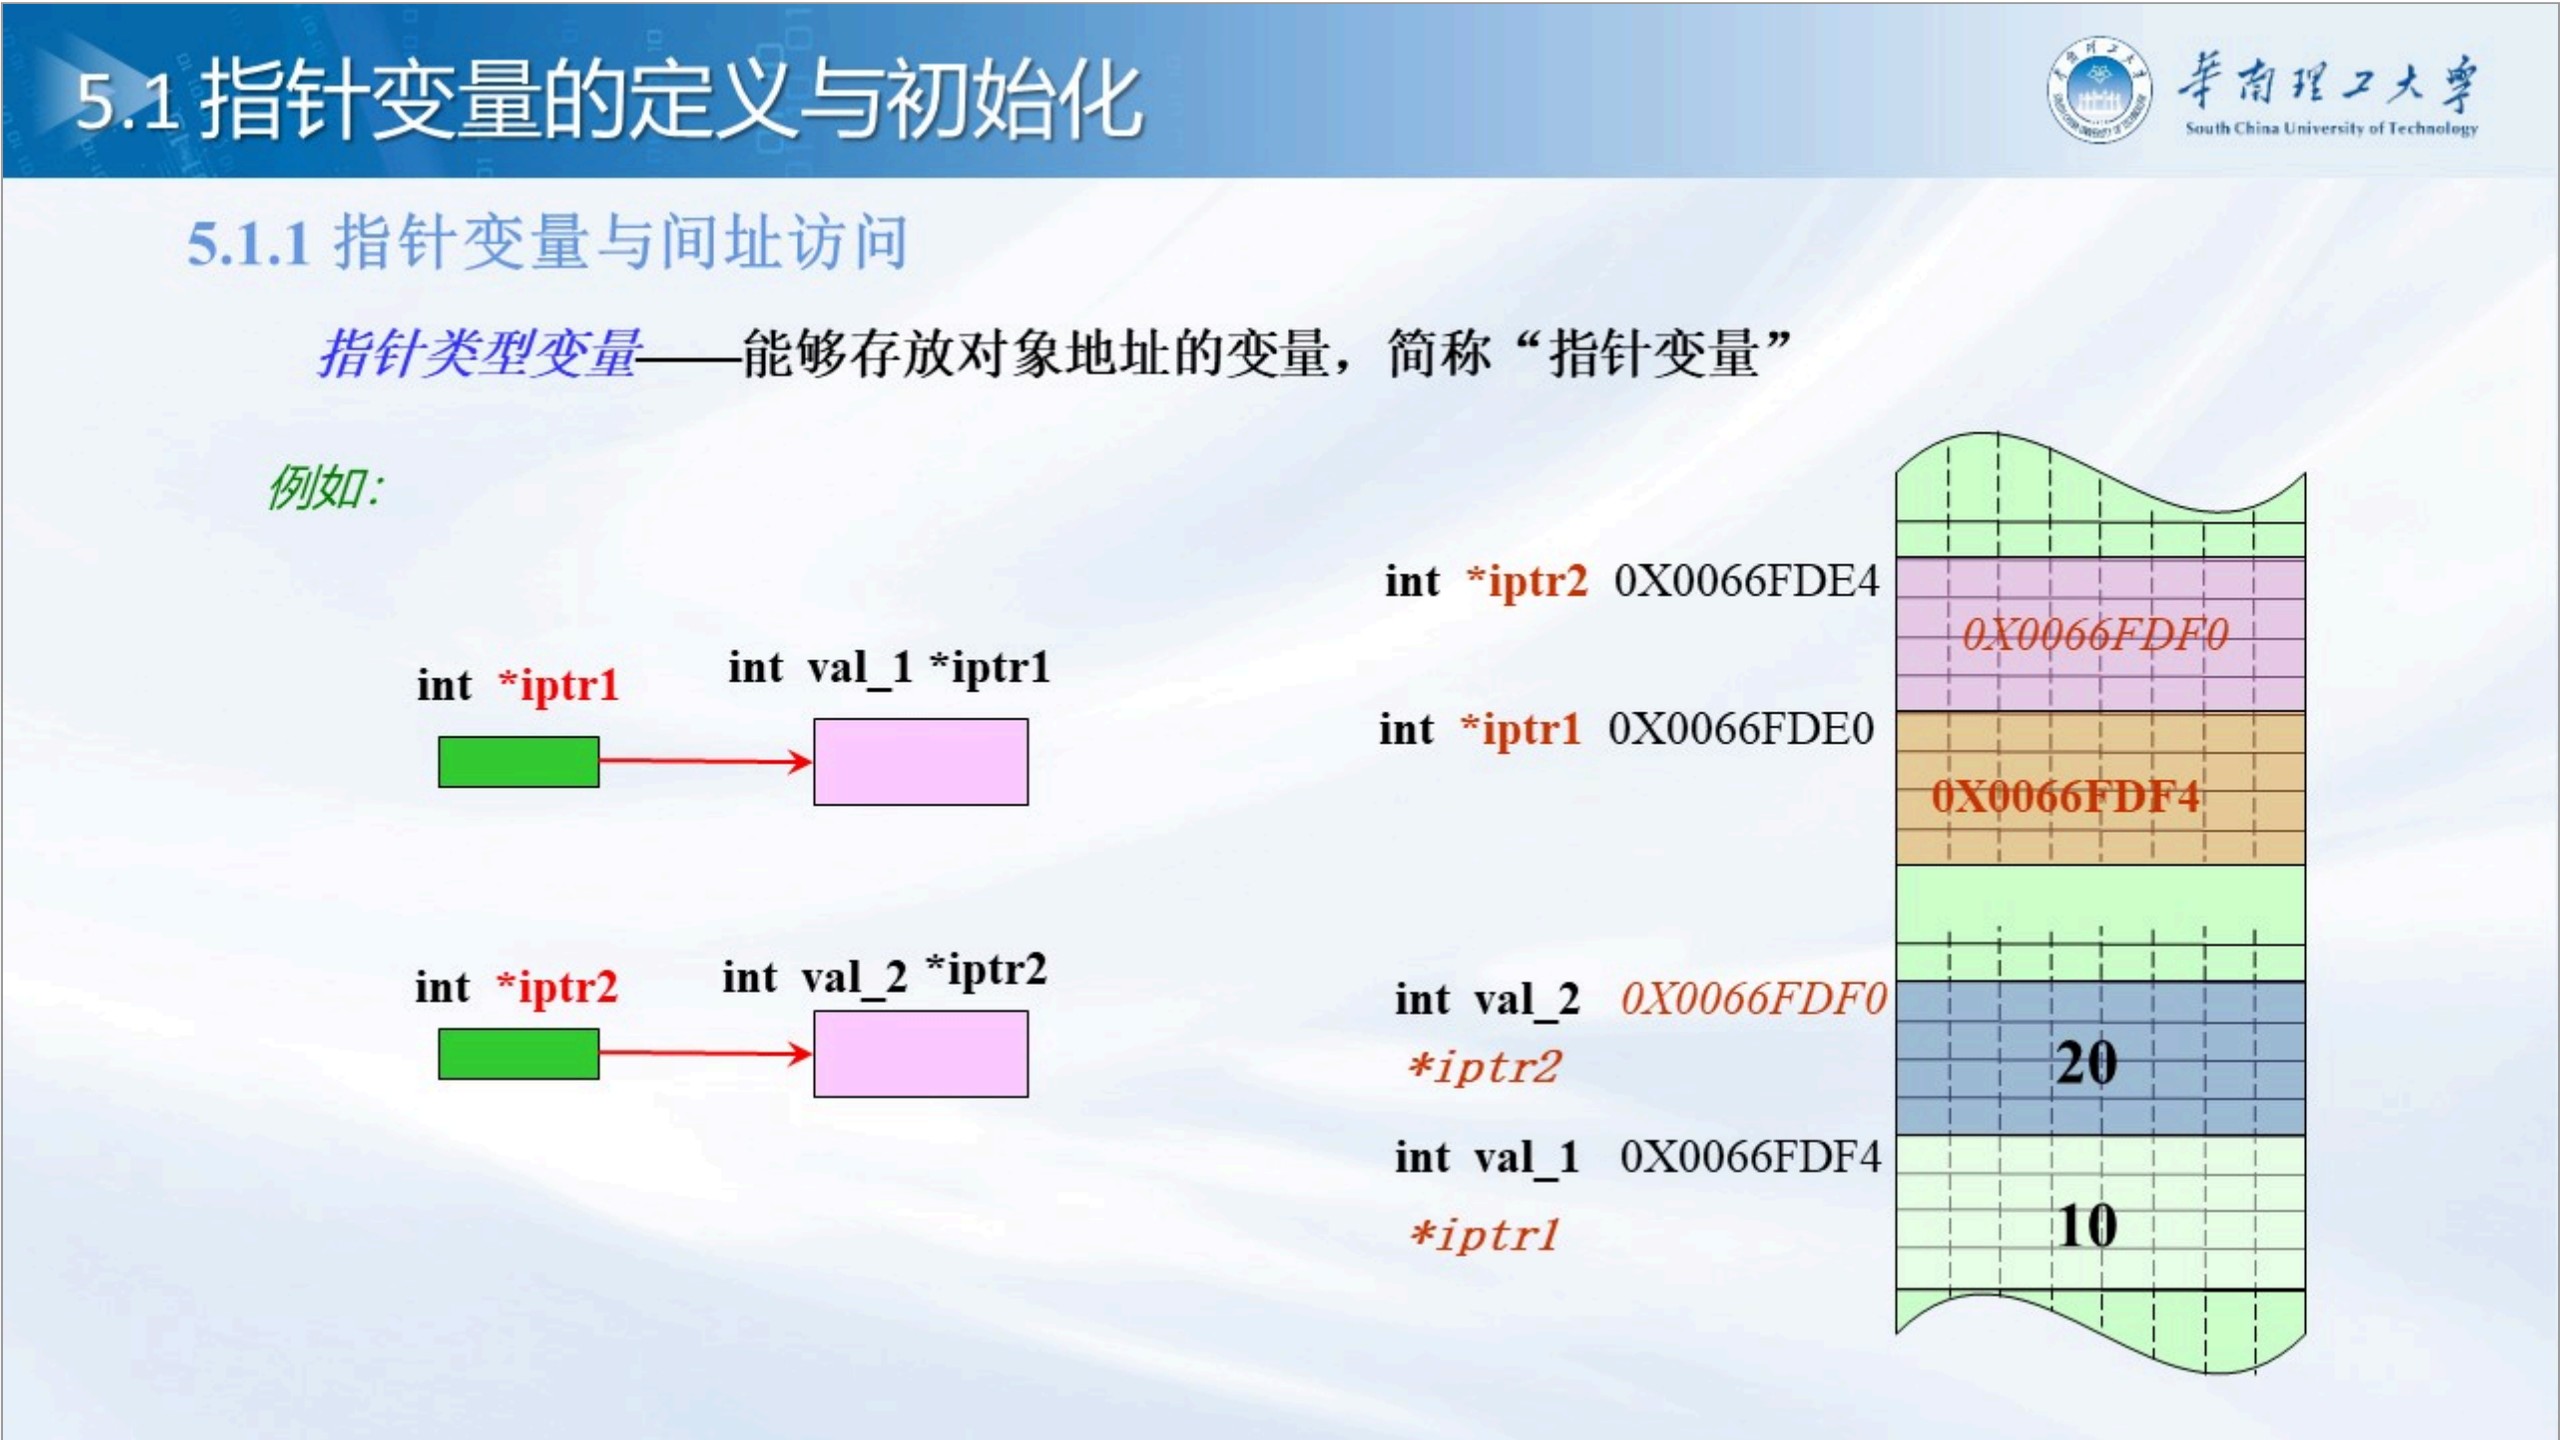 5.1 指针变量的定义与初始化
华南理工大学
South China University of Technology
5.1.1 指针变量与间址访问
指针类型变量——能够存放对象地址的变量，简称“指针变量”
例如：
int *iptr1
int val_1 *iptr1
int *iptr2
int val_2 *iptr2
int *iptr2 0X0066FDE4
0X0066FDF0
int *iptr1 0X0066FDE0
0X0066FDF4
int val_2 0X0066FDF0
*iptr2
20
int val_1 0X0066FDF4
*iptr1
10